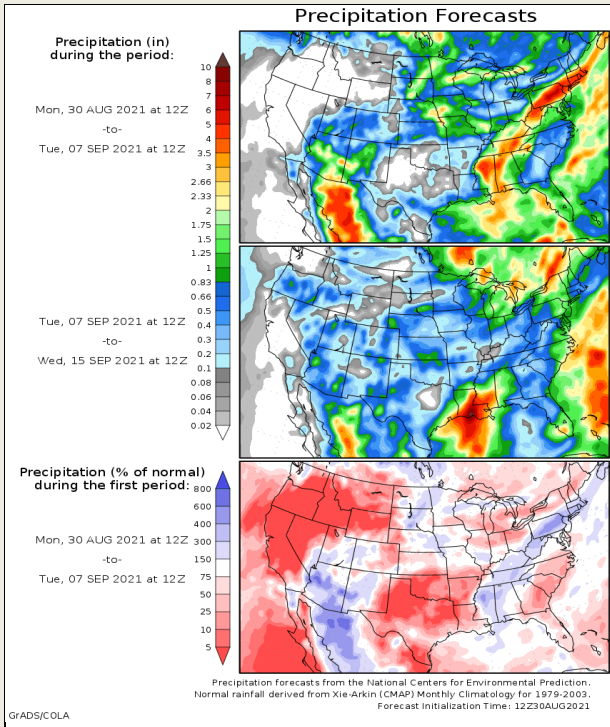 Precipitation Forecasts
Precipitation (in)
during the period:
Mon, 30 AUG 2021 at 12Z
-to-
Tue, 07 SEP 2021 at 12Z
10
8
7
6
5
4
3.5
3
2.66
2.33
2
1.75
1.5
1.25
1
0.83
0.66
0.5
0.4
0.3
0.2
0.1
0.08
0.06
0.04
0.02
Tue, 07 SEP 2021 at 12Z
-to-
Wed, 15 SEP 2021 at 12Z
Precipitation (% of normal)
during the first period:
Mon, 30 AUG 2021 at 12Z
-to-
Tue, 07 SEP 2021 at 12Z
800
600
400
300
150
75
50
25
10
5
Precipitation forecasts from the National Centers for Environmental Prediction.
Normal rainfall derived from Xie-Arkin (CMAP) Monthly Climatology for 1979-2003.
Forecast Initialization Time: 12Z30AUG2021
GrADS/COLA